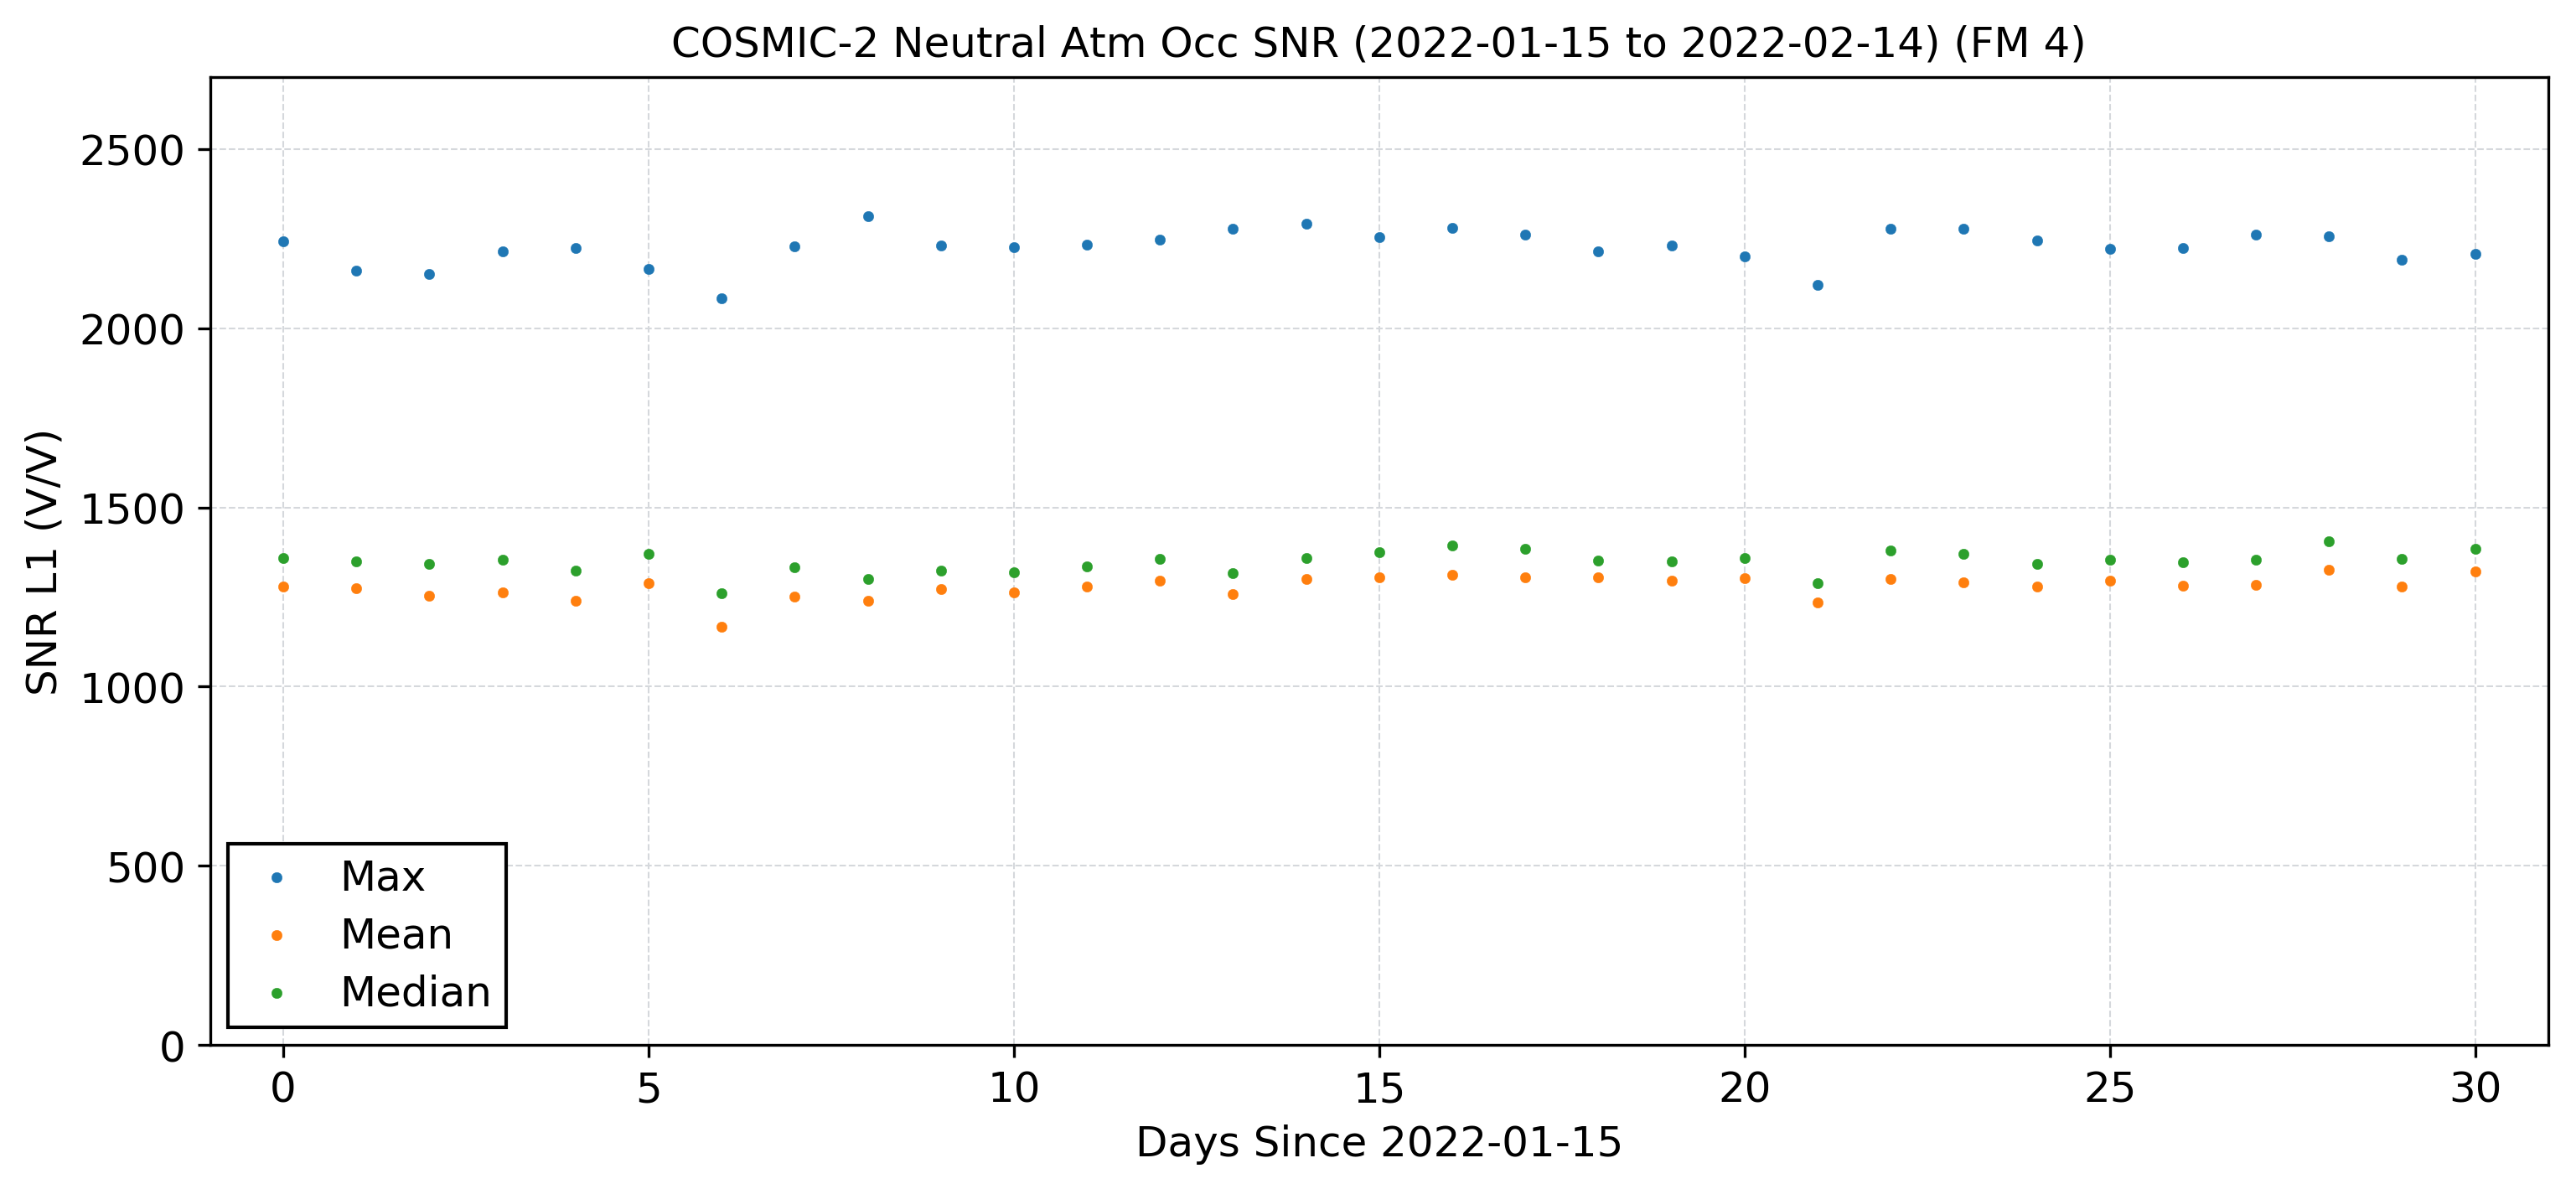 COSMIC-2 Neutral Atm Occ SNR (2022-01-15 to 2022-02-14) (FM 4)
SNR L1 (V/V)
2500
2000
1500
1000
500
0
Max
Mean
Median
0 5 10 15 20 25 30
Days Since 2022-01-15